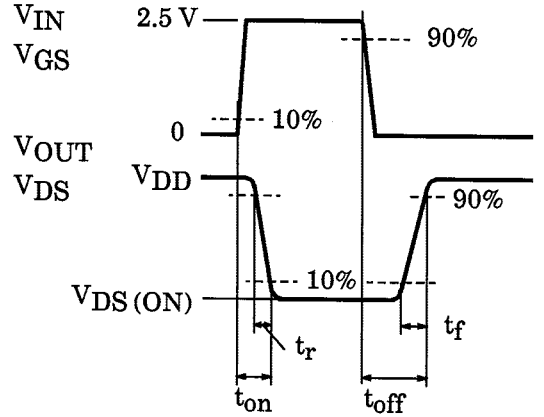 VIN
2.5 V
VGS
90%
10%
0
VOUT
VDS
VDD
90%
10%
VDS (ON)
tr
tf
ton
toff